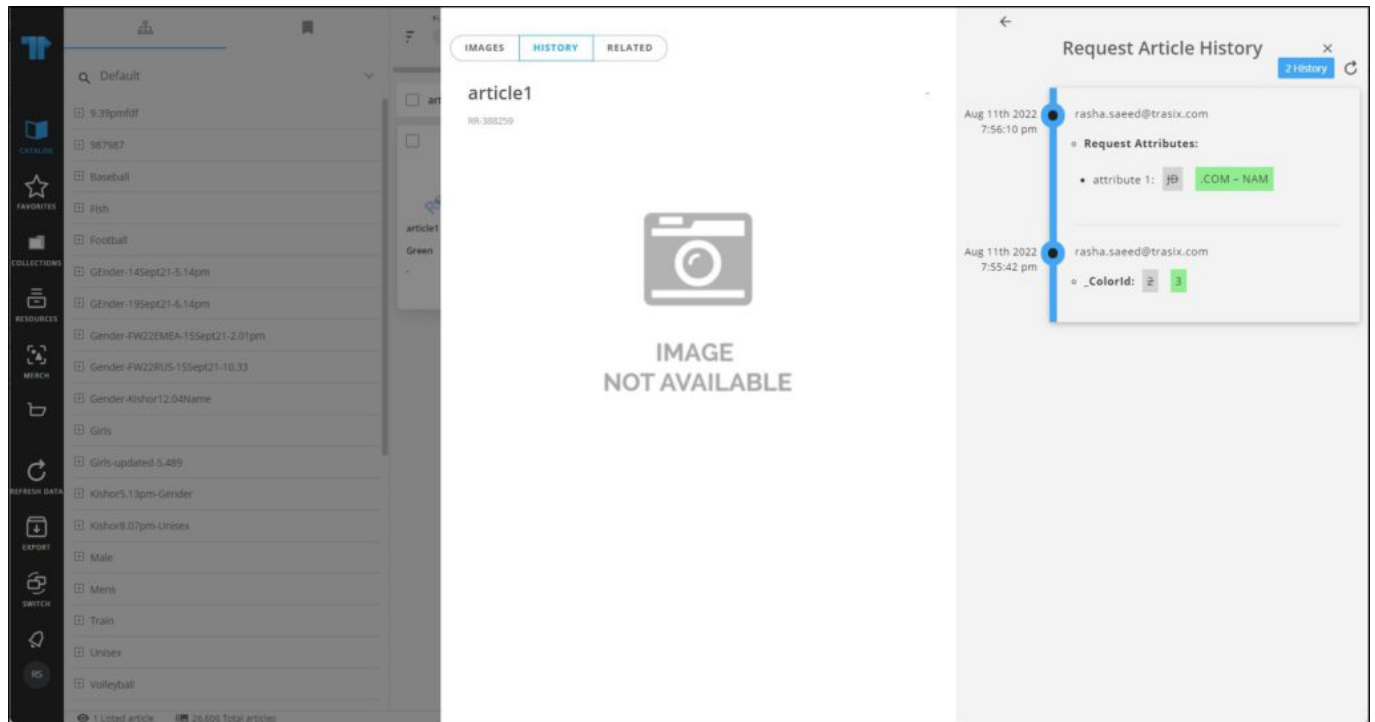 CATALOG
FAVORITES
COLLECTIONS
RESOURCES
MERCH
REFRESH DATA
EXPORT
SWITCH
RS
Default
9.39pmfdf
987987
Baseball
Fish
Football
GEnder-14Sept21-5.14pm
GEnder-19Sept21-6.14pm
Gender-FW22EMEA-15Sept21-2.01pm
Gender-FW22RUS-15Sept21-10.33
Gender-Kishor12.04Name
Girls
Girls-updated-5.489
Kishor5.13pm-Gender
Kishor8.07pm-Unisex
Male
Mens
Train
Unisex
Volleyball
1 Listed article 26,606 Total articles
article1
Green
-
IMAGES HISTORY RELATED
article1 -
RR-388259
IMAGE
NOT AVAILABLE
Request Article History
2 History
Aug 11th 2022
7:56:10 pm
rasha.saeed@trasix.com
Request Attributes:
attribute 1: .COM – NAM
Aug 11th 2022
7:55:42 pm
rasha.saeed@trasix.com
_ColorId: 2 3